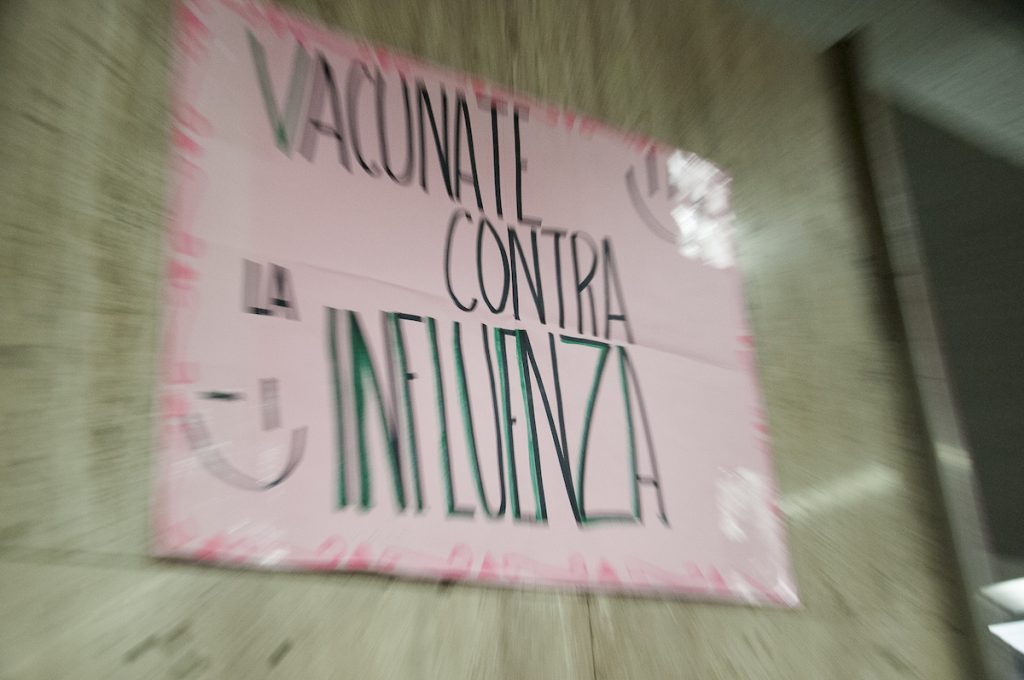 VACUNATE
CONTRA
LA
INFLUENZA